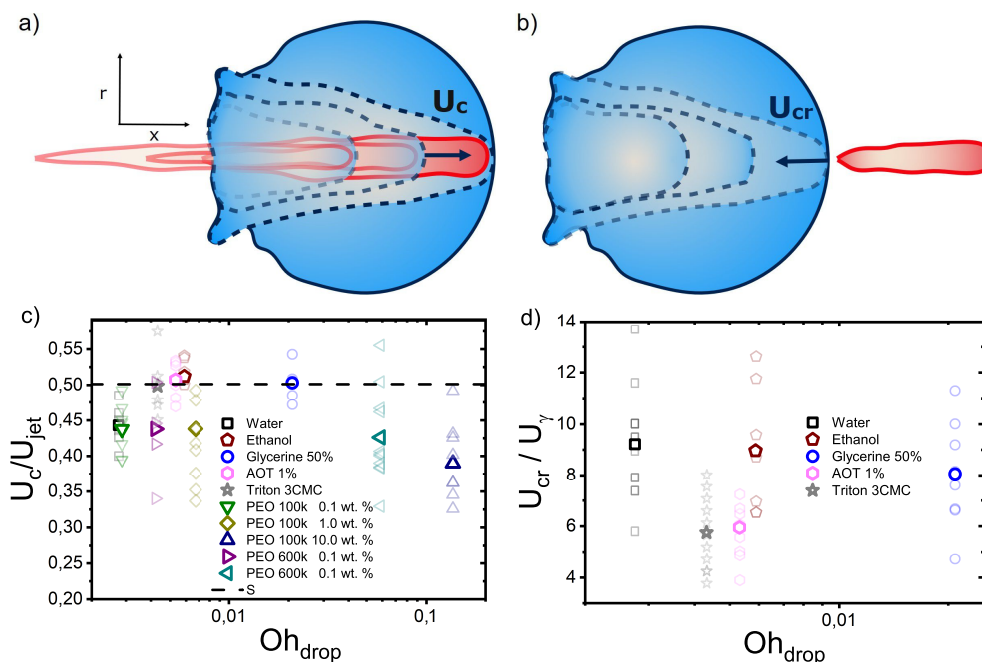 a)
b)
r
x
Uc
Ucr
c)
d)
Uc/Ujet
0,55
0,50
0,45
0,40
0,35
0,30
0,25
0,20
0,01
0,1
Ohdrop
Water
Ethanol
Glycerine 50%
AOT 1%
Triton 3CMC
PEO 100k 0.1 wt. %
PEO 100k 1.0 wt. %
PEO 100k 10.0 wt. %
PEO 600k 0.1 wt. %
PEO 600k 0.1 wt. %
S
Ucr / Uγ
14
12
10
8
6
4
0,01
Ohdrop
Water
Ethanol
Glycerine 50%
AOT 1%
Triton 3CMC